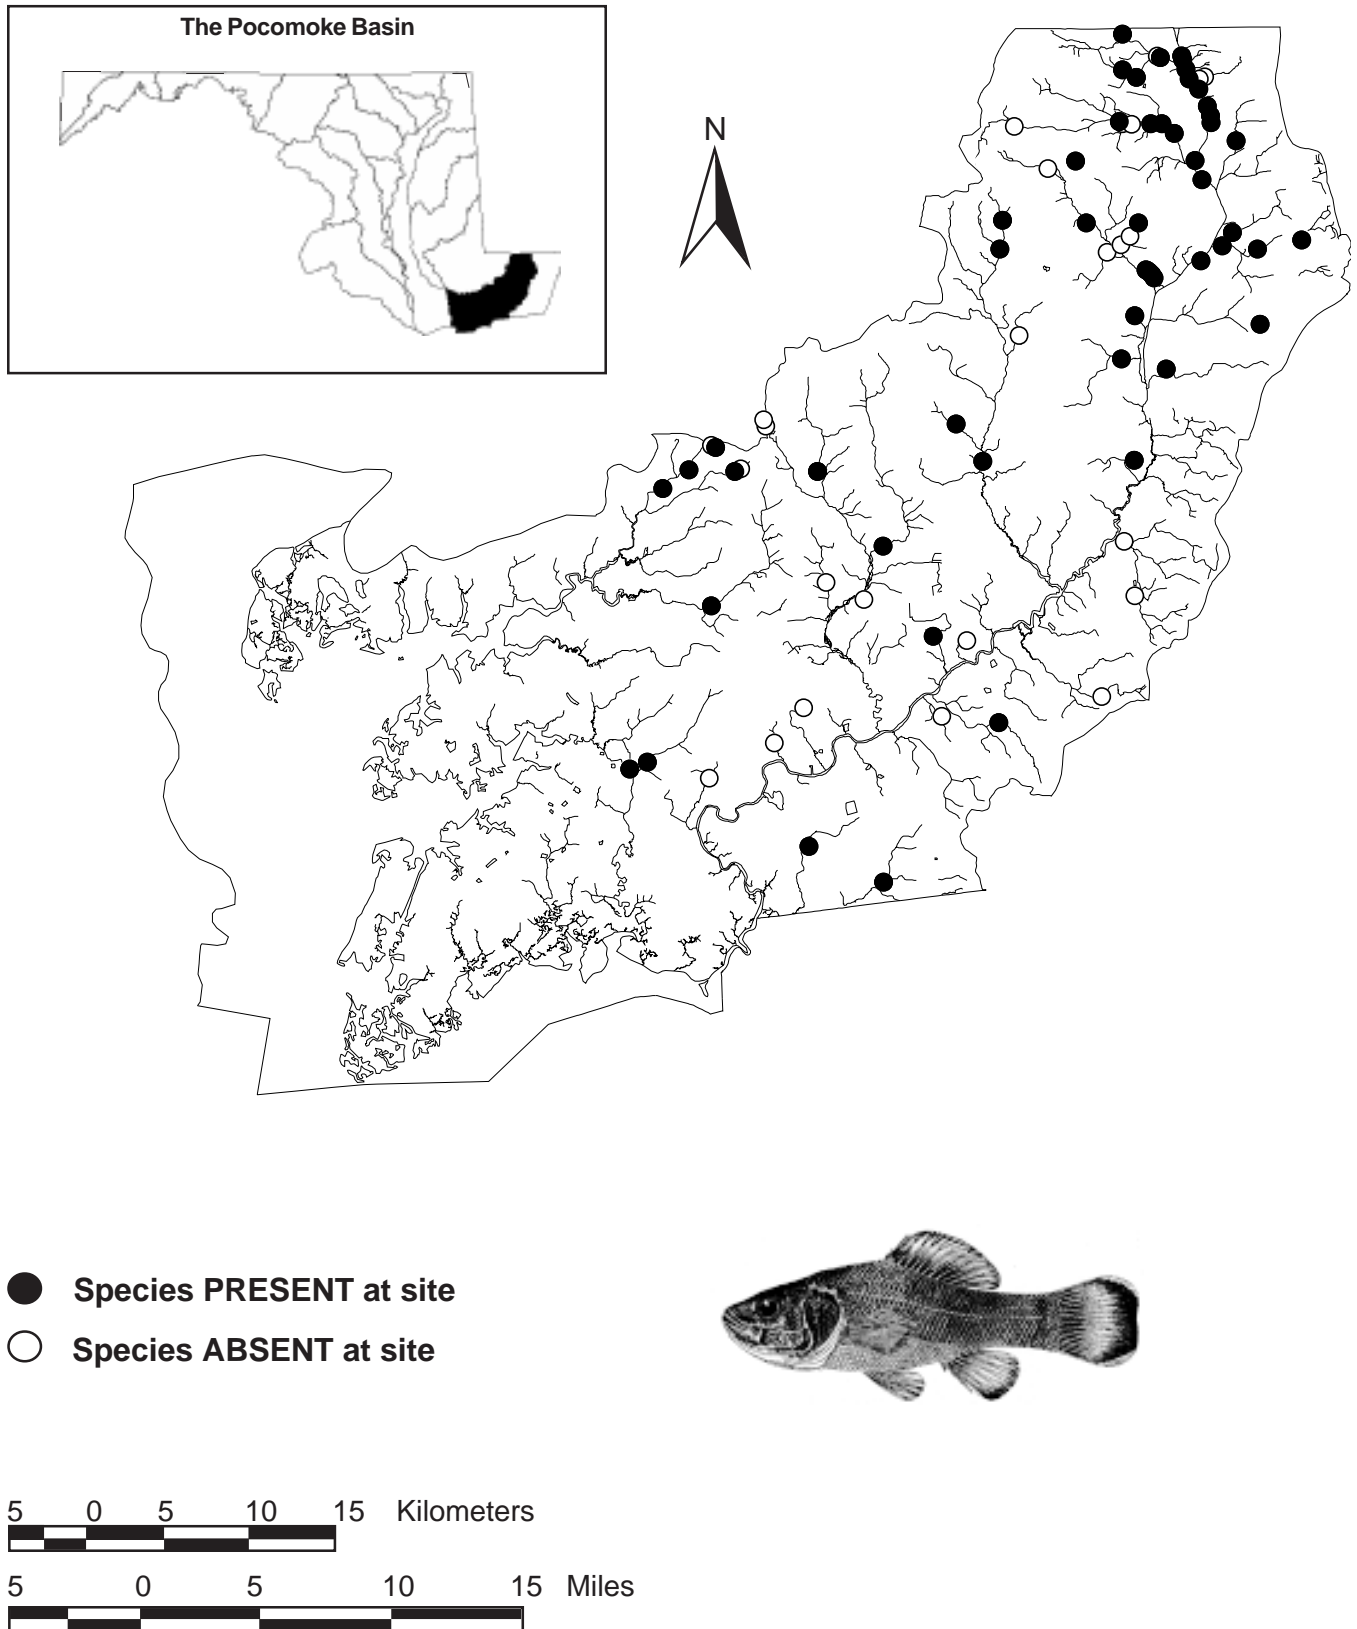 The Pocomoke Basin
N
Species PRESENT at site
Species ABSENT at site
5 0 5 10 15 Kilometers
5 0 5 10 15 Miles